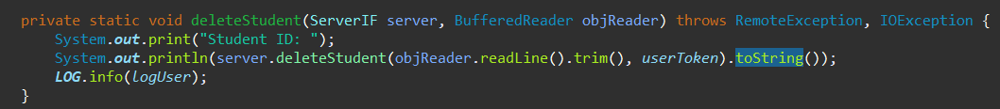 private static void deleteStudent(ServerIF server, BufferedReader objReader) throws RemoteException, IOException {
System.out.print("Student ID: ");
System.out.println(server.deleteStudent(objReader.readLine().trim(), userToken).toString());
LOG.info(logUser);
}